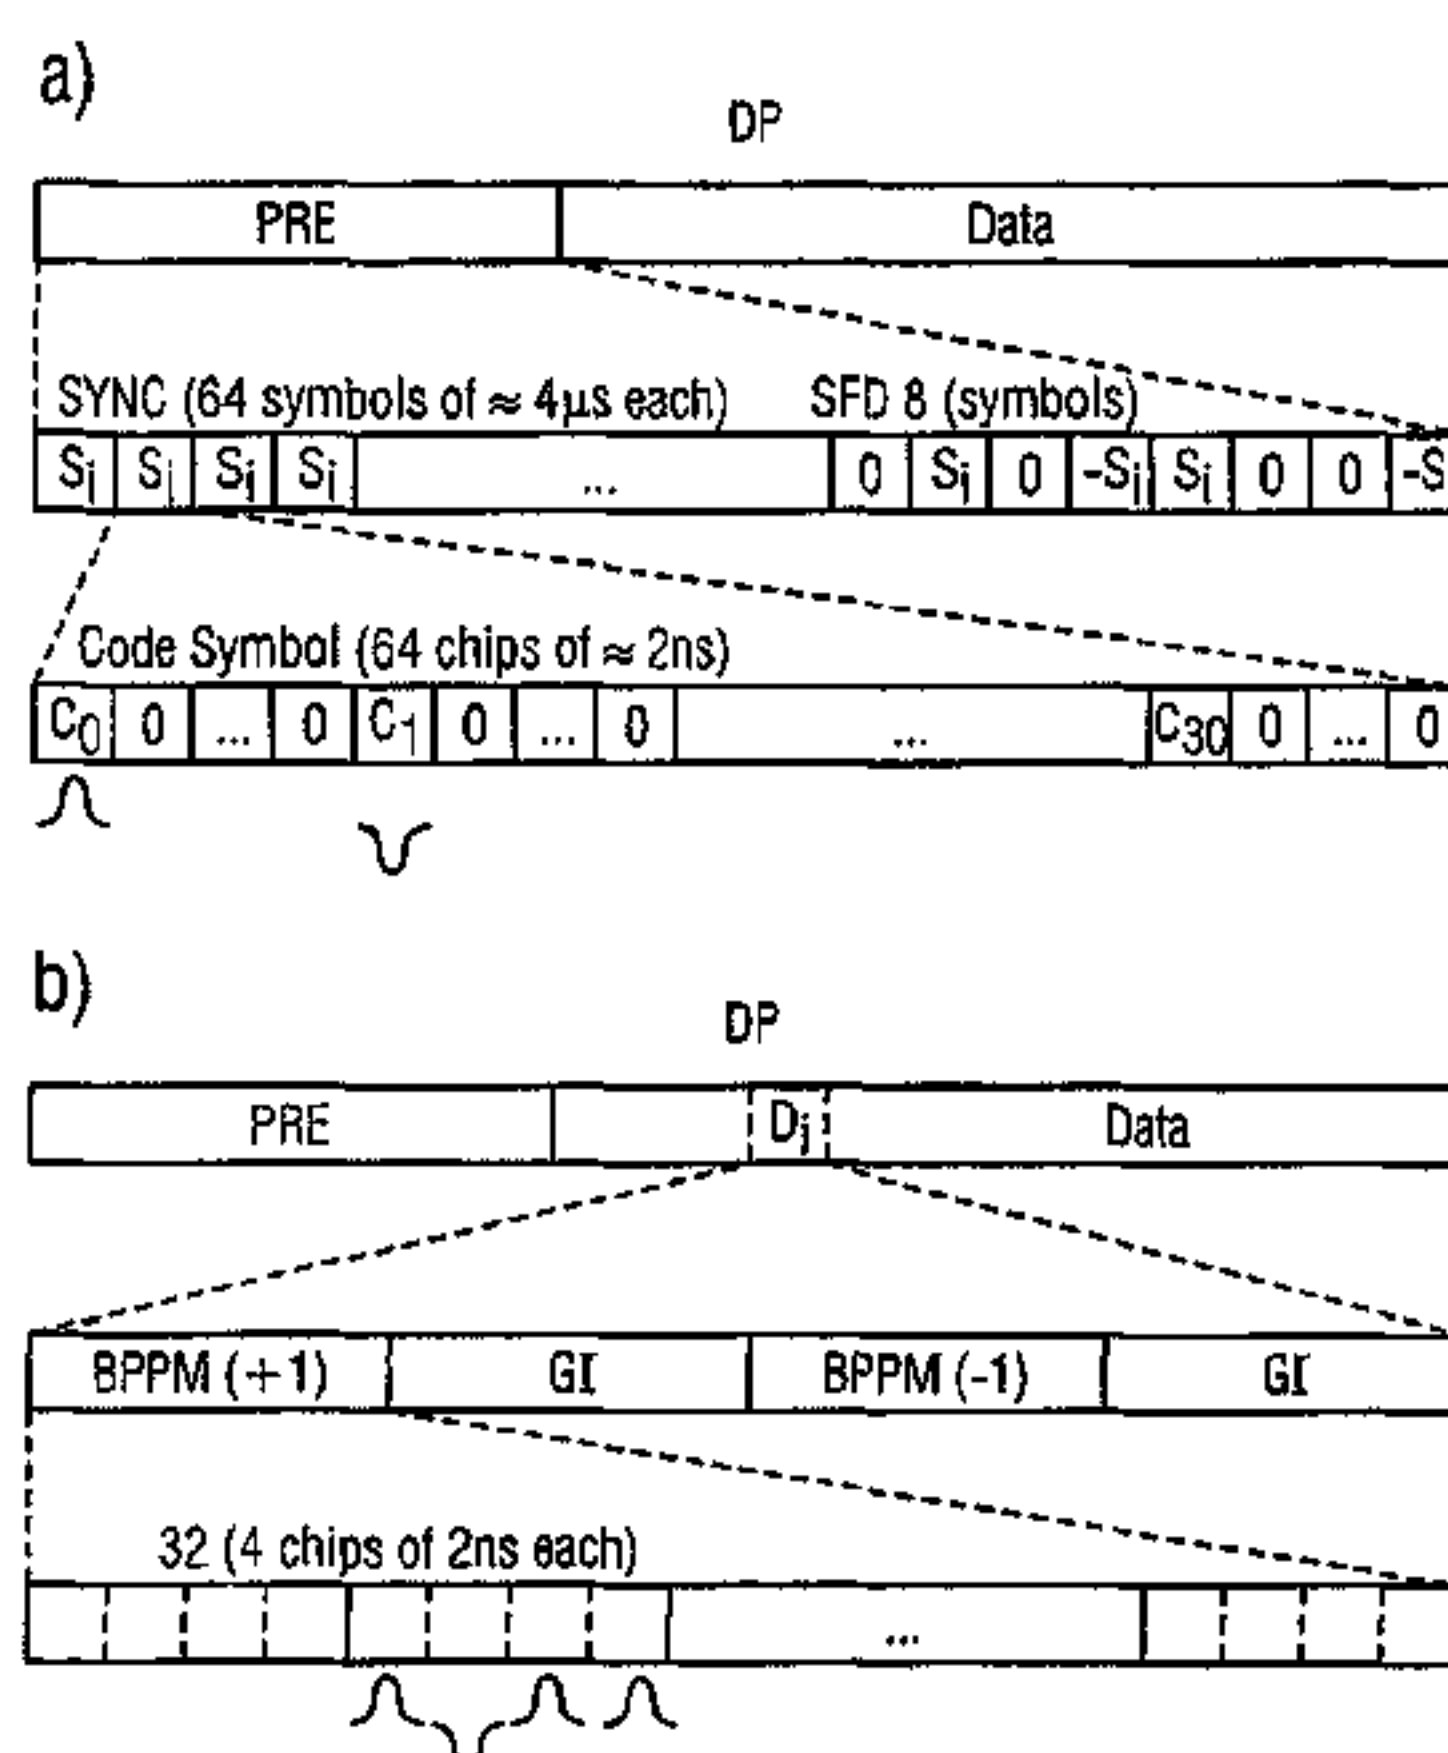 a)
DP
PRE Data
SYNC (64 symbols of ≈ 4μs each) SFD 8 (symbols)
Si Si Si Si ... 0 Si 0 -Si Si 0 0 -S
Code Symbol (64 chips of ≈ 2ns)
C0 0 ... 0 C1 0 ... 0 ... C30 0 ... 0
b)
DP
PRE Di Data
BPPM (+1) GI BPPM (-1) GI
32 (4 chips of 2ns each)
...